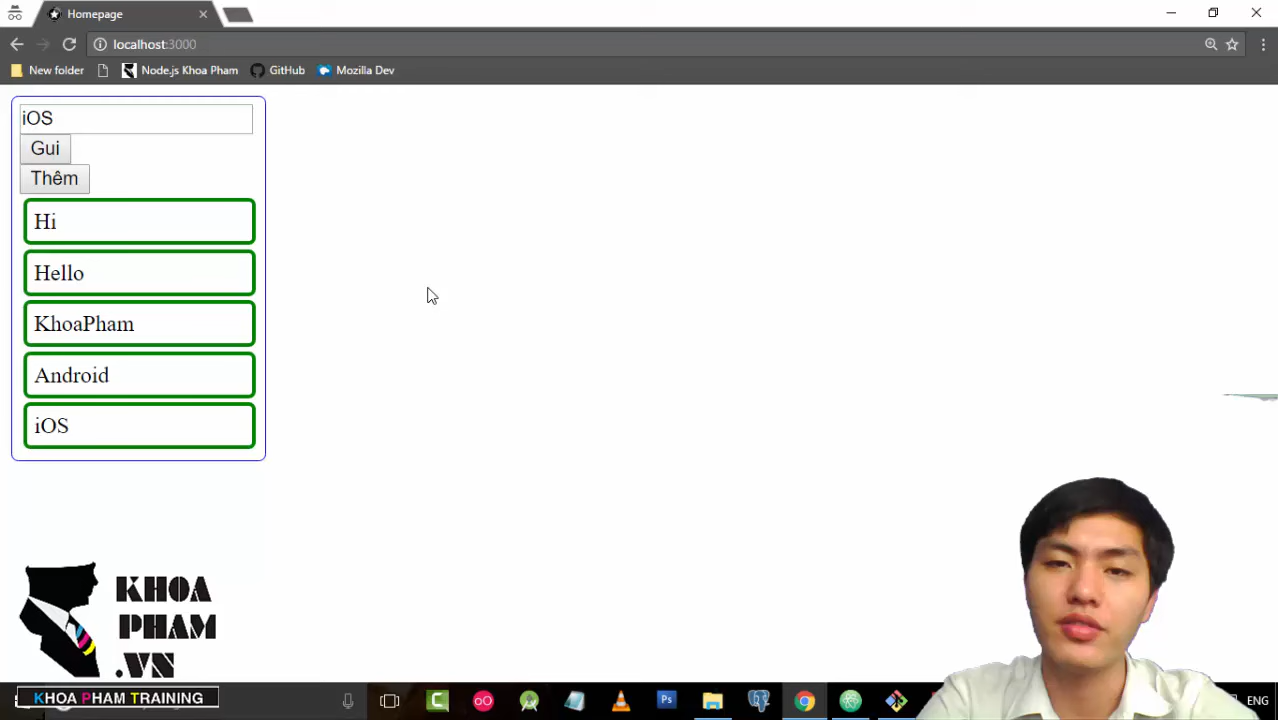 Homepage
localhost:3000
New folder
Node.js Khoa Pham
GitHub
Mozilla Dev
iOS
Gui
Thêm
Hi
Hello
KhoaPham
Android
iOS
KHOA
PHAM
.VN
KHOA PHAM TRAINING
Ps
ENG